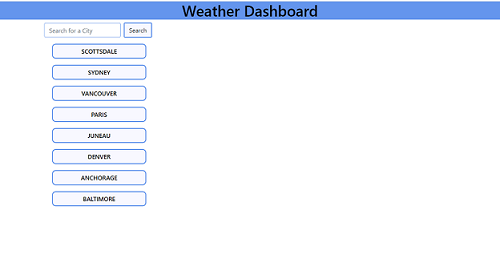 Weather Dashboard
Search for a City Search
SCOTTSDALE
SYDNEY
VANCOUVER
PARIS
JUNEAU
DENVER
ANCHORAGE
BALTIMORE